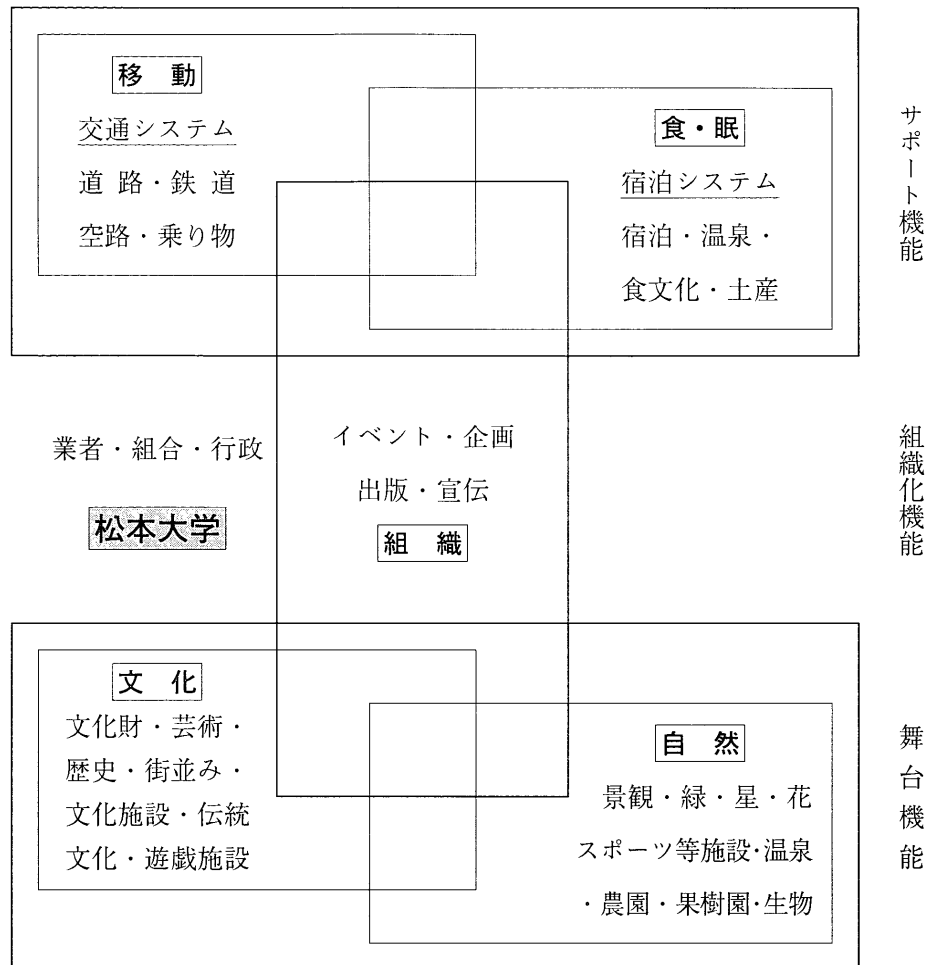 移 動
交通システム
道 路・鉄 道
空路・乗り物
食・眠
宿泊システム
宿泊・温泉・
食文化・土産
サポート機能
業者・組合・行政
松本大学
イベント・企画
出版・宣伝
組 織
組織化機能
文 化
文化財・芸術・
歴史・街並み・
文化施設・伝統
文化・遊戯施設
自 然
景観・緑・星・花
スポーツ等施設・温泉
・農園・果樹園・生物
舞台機能